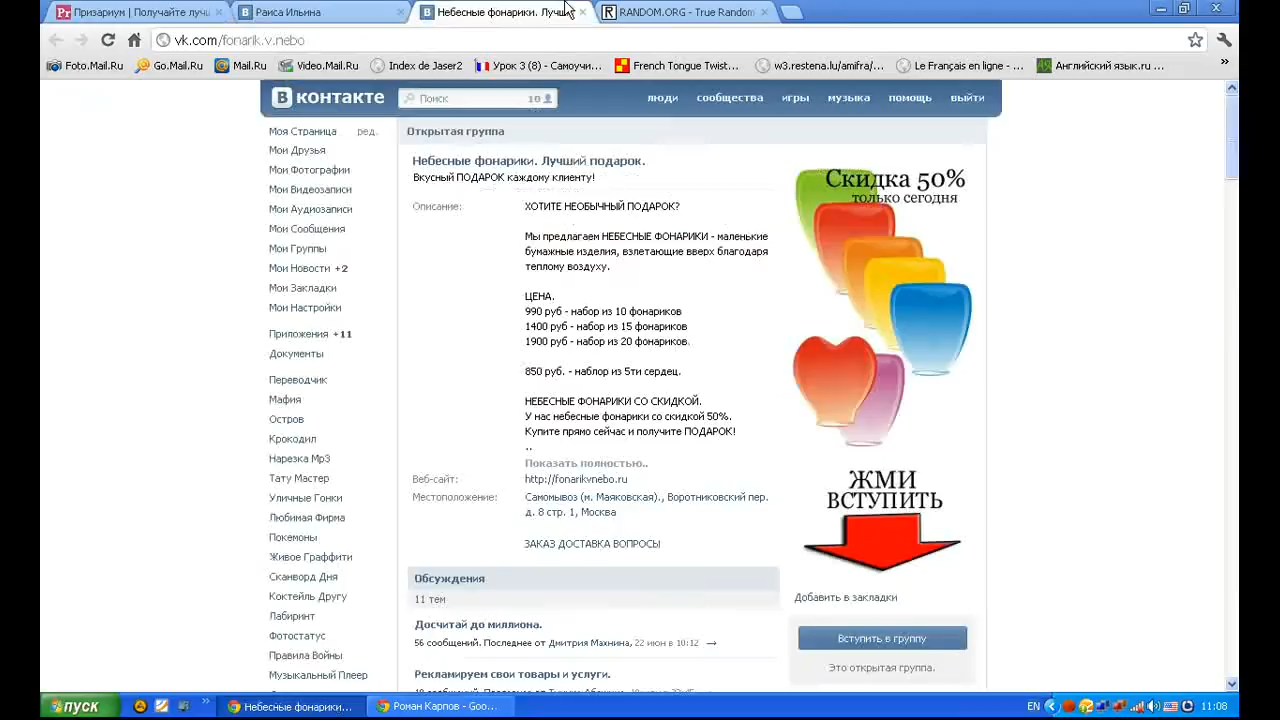 Призариум | Получайте лучш
Раиса Ильина
Небесные фонарики. Лучш
RANDOM.ORG - True Random
vk.com/fonarik.v.nebo
Foto.Mail.Ru
Go.Mail.Ru
Mail.Ru
Video.Mail.Ru
Index de Jaser2
Урок 3 (8) - Самоучи...
French Tongue Twist...
w3.restena.lu/amifra/...
Le Français en ligne - ...
Английский язык.ru ...
В контакте
Поиск
10
люди
сообщества
игры
музыка
помощь
выйти
Моя Страница ред.
Мои Друзья
Мои Фотографии
Мои Видеозаписи
Мои Аудиозаписи
Мои Сообщения
Мои Группы
Мои Новости +2
Мои Закладки
Мои Настройки
Приложения +11
Документы
Переводчик
Мафия
Остров
Крокодил
Нарезка Mp3
Тату Мастер
Уличные Гонки
Любимая Фирма
Покемоны
Живое Граффити
Сканворд Дня
Коктейль Другу
Лабиринт
Фотостатус
Правила Войны
Музыкальный Плеер
Открытая группа
Небесные фонарики. Лучший подарок.
Вкусный ПОДАРОК каждому клиенту!
Описание:
ХОТИТЕ НЕОБЫЧНЫЙ ПОДАРОК?
Мы предлагаем НЕБЕСНЫЕ ФОНАРИКИ - маленькие
бумажные изделия, взлетающие вверх благодаря
теплому воздуху.
ЦЕНА.
990 руб - набор из 10 фонариков
1400 руб - набор из 15 фонариков
1900 руб - набор из 20 фонариков.
850 руб. - наблор из 5ти сердец.
НЕБЕСНЫЕ ФОНАРИКИ СО СКИДКОЙ.
У нас небесные фонарики со скидкой 50%.
Купите прямо сейчас и получите ПОДАРОК!
..
Показать полностью..
Веб-сайт:
http://fonarikvnebo.ru
Местоположение:
Самомывоз (м. Маяковская)., Воротниковский пер.
д. 8 стр. 1, Москва
ЗАКАЗ ДОСТАВКА ВОПРОСЫ
Обсуждения
11 тем
Досчитай до миллиона.
56 сообщений. Последнее от Дмитрия Махнина, 22 июн в 10:12 →
Рекламируем свои товары и услуги.
Скидка 50%
только сегодня
ЖМИ
ВСТУПИТЬ
Добавить в закладки
Вступить в группу
Это открытая группа.
пуск
Небесные фонарики...
Роман Карпов - Goo...
EN
11:08